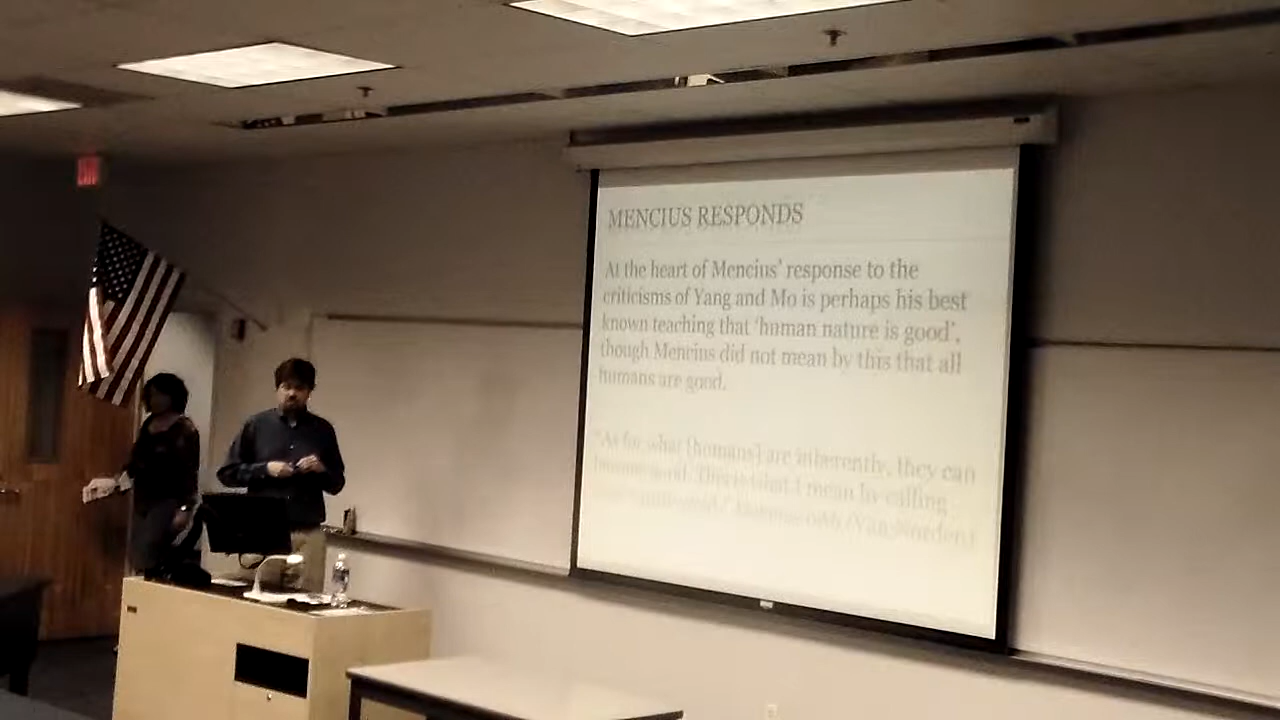 MENCIUS RESPONDS
At the heart of Mencius' response to the
criticisms of Yang and Mo is perhaps his best
known teaching that 'human nature is good',
though Mencius did not mean by this that all
humans are good.
"As for what [humans] are inherently, they can
become good. This is what I mean by calling